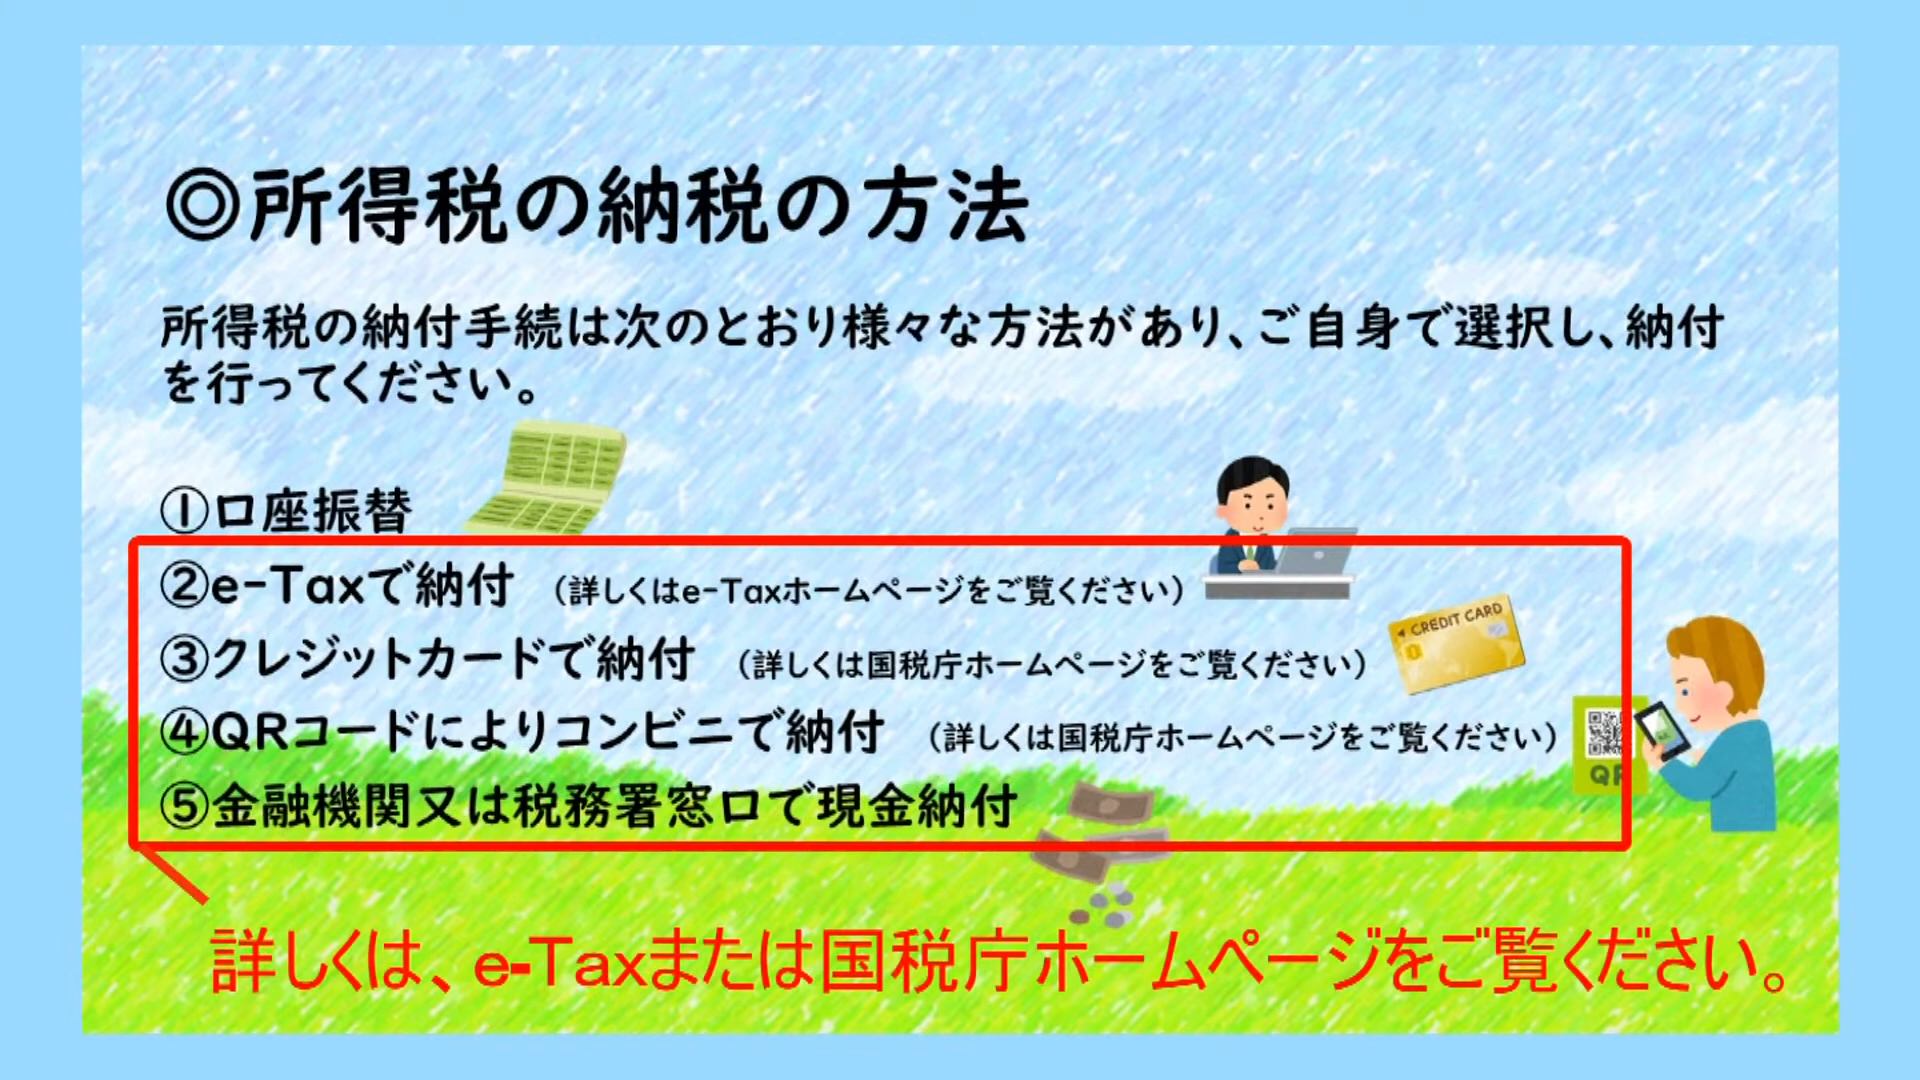 ◎所得税の納税の方法
所得税の納付手続は次のとおり様々な方法があり、ご自身で選択し、納付
を行ってください。
①口座振替
②e-Taxで納付 （詳しくはe-Taxホームページをご覧ください）
CREDIT CARD
③クレジットカードで納付 （詳しくは国税庁ホームページをご覧ください）
④QRコードによりコンビニで納付 （詳しくは国税庁ホームページをご覧ください）
QR
⑤金融機関又は税務署窓口で現金納付
詳しくは、e-Taxまたは国税庁ホームページをご覧ください。